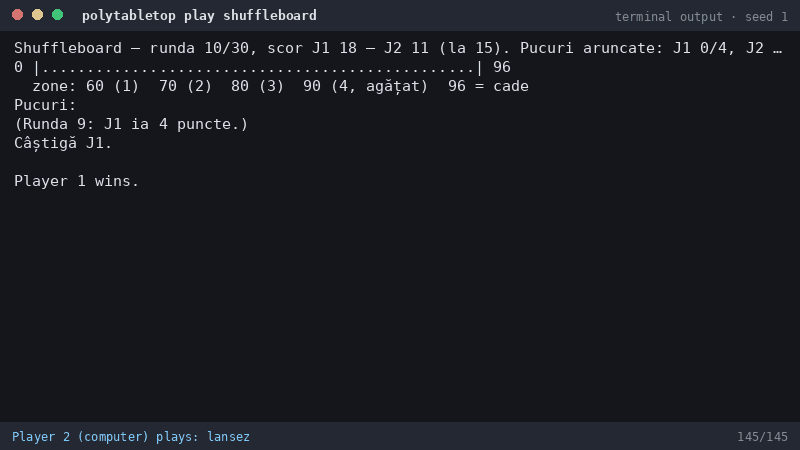 polytabletop play shuffleboard
terminal output · seed 1
Shuffleboard — runda 10/30, scor J1 18 — J2 11 (la 15). Pucuri aruncate: J1 0/4, J2 …
0 |................................................| 96
zone: 60 (1)  70 (2)  80 (3)  90 (4, agățat)  96 = cade
Pucuri:
(Runda 9: J1 ia 4 puncte.)
Câștigă J1.
Player 1 wins.
Player 2 (computer) plays: lansez
145/145